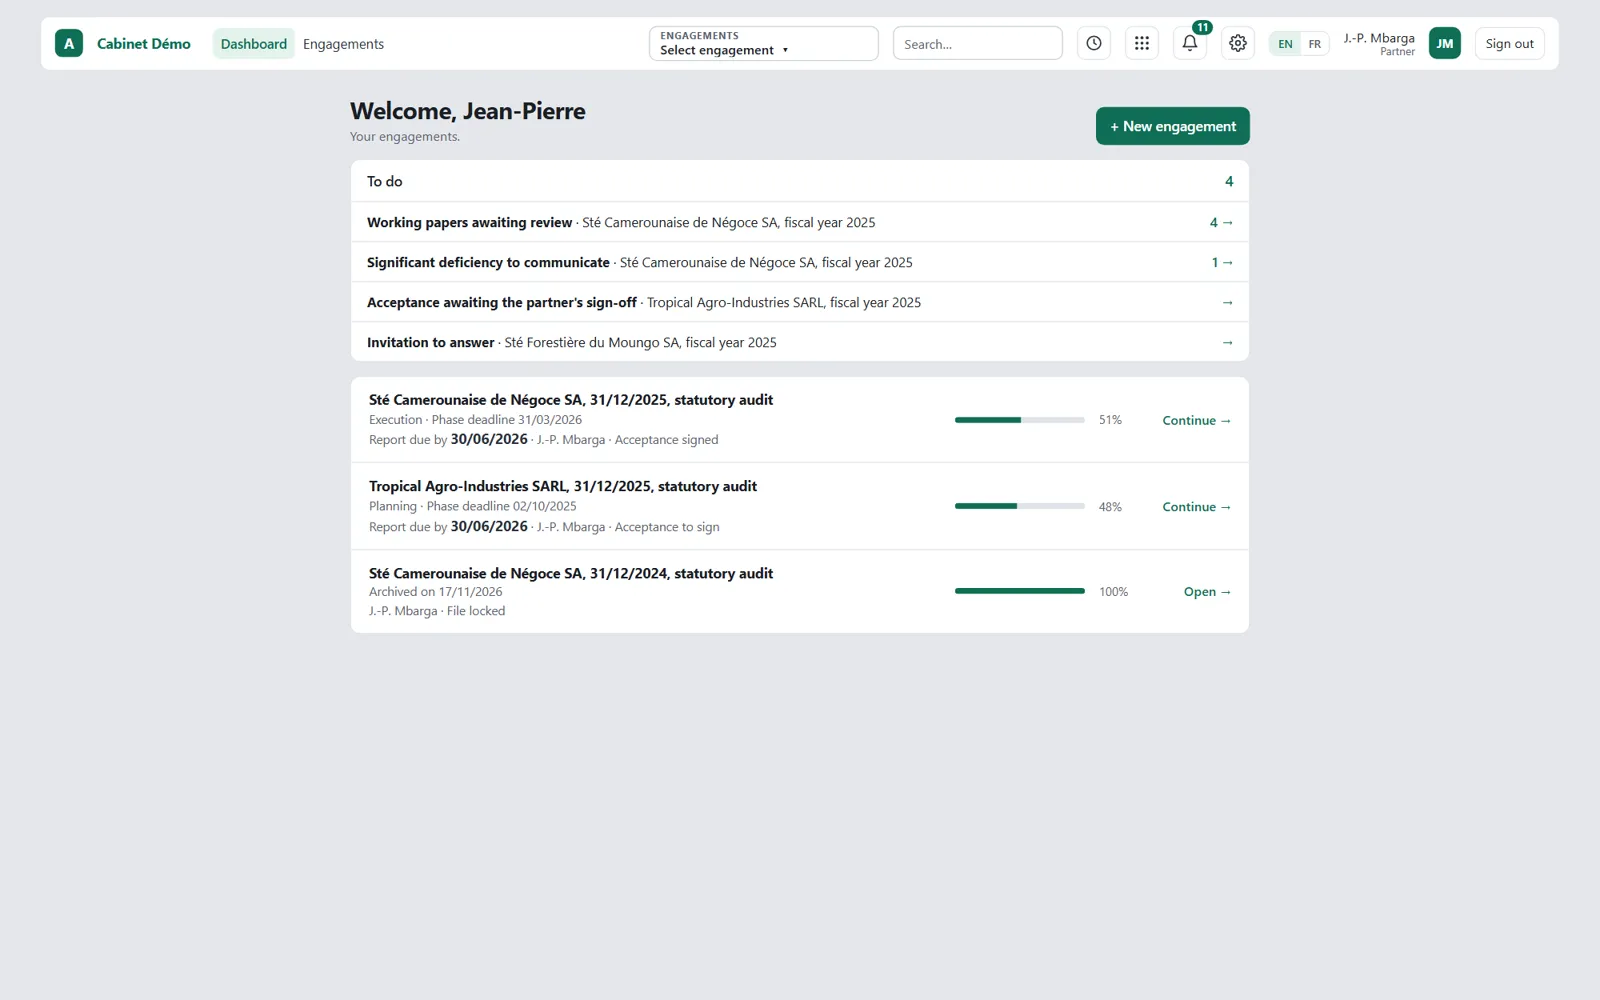 A Cabinet Démo Dashboard Engagements ENGAGEMENTS Select engagement ▾ Search... 11 EN FR J.-P. Mbarga Partner JM Sign out
Welcome, Jean-Pierre
Your engagements.
+ New engagement
To do 4
Working papers awaiting review · Sté Camerounaise de Négoce SA, fiscal year 2025 4 →
Significant deficiency to communicate · Sté Camerounaise de Négoce SA, fiscal year 2025 1 →
Acceptance awaiting the partner's sign-off · Tropical Agro-Industries SARL, fiscal year 2025 →
Invitation to answer · Sté Forestière du Moungo SA, fiscal year 2025 →
Sté Camerounaise de Négoce SA, 31/12/2025, statutory audit
Execution · Phase deadline 31/03/2026 51% Continue →
Report due by 30/06/2026 · J.-P. Mbarga · Acceptance signed
Tropical Agro-Industries SARL, 31/12/2025, statutory audit
Planning · Phase deadline 02/10/2025 48% Continue →
Report due by 30/06/2026 · J.-P. Mbarga · Acceptance to sign
Sté Camerounaise de Négoce SA, 31/12/2024, statutory audit
Archived on 17/11/2026 100% Open →
J.-P. Mbarga · File locked